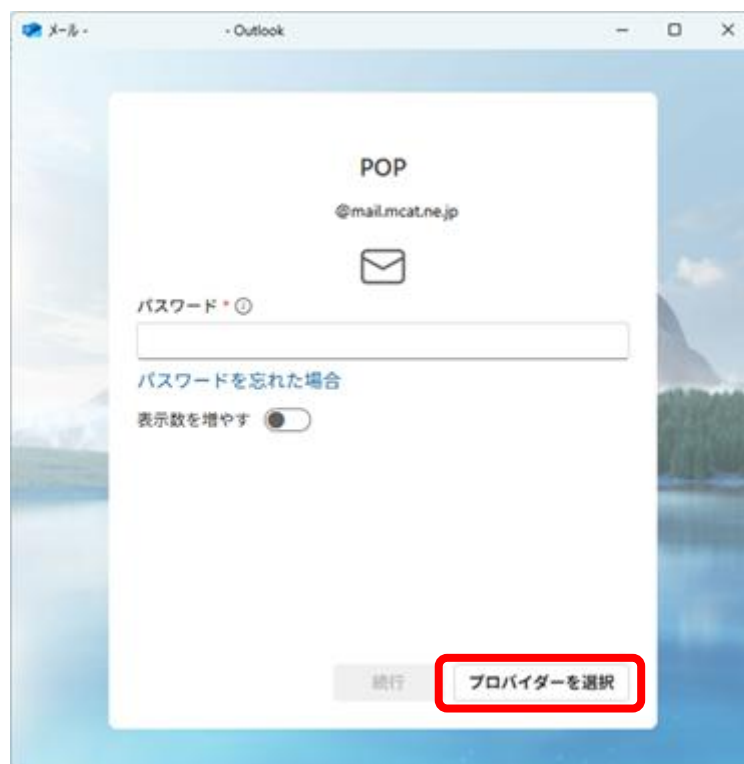 メール - - Outlook
POP
@mail.mcat.ne.jp
パスワード *
パスワードを忘れた場合
表示数を増やす
続行 プロバイダーを選択